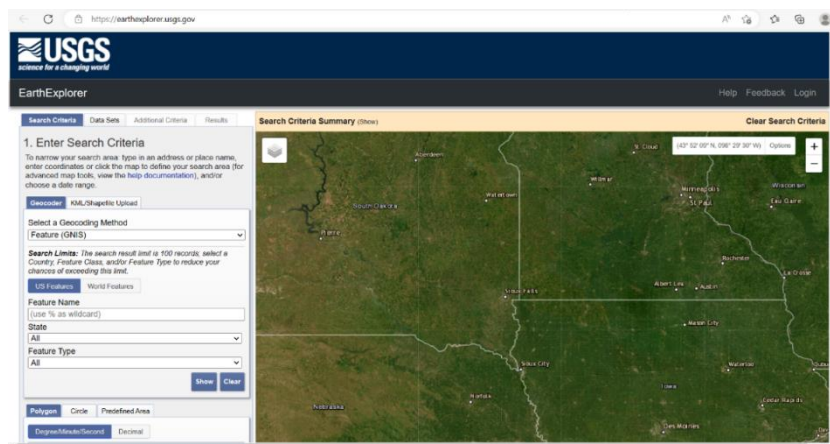 https://earthexplorer.usgs.gov
USGS
science for a changing world
EarthExplorer
Help Feedback Login
Search Criteria Data Sets Additional Criteria Results
1. Enter Search Criteria
To narrow your search area: type in an address or place name,
enter coordinates or click the map to define your search area (for
advanced map tools, view the help documentation), and/or
choose a date range.
Geocoder KML/Shapefile Upload
Select a Geocoding Method
Feature (GNIS)
Search Limits: The search result limit is 100 records; select a
Country, Feature Class, and/or Feature Type to reduce your
chances of exceeding this limit.
US Features World Features
Feature Name
(use % as wildcard)
State
All
Feature Type
All
Show Clear
Polygon Circle Predefined Area
Degree/Minute/Second Decimal
Search Criteria Summary (Show)
Clear Search Criteria
Options
+
−
Aberdeen
St. Cloud
Willmar
Minneapolis
St. Paul
Wisconsin
Eau Claire
Watertown
South Dakota
Pierre
Rochester
La Crosse
Albert Lea
Austin
Sioux Falls
Mason City
Sioux City
Waterloo
Iowa
Norfolk
Nebraska
Cedar Rapids
Des Moines